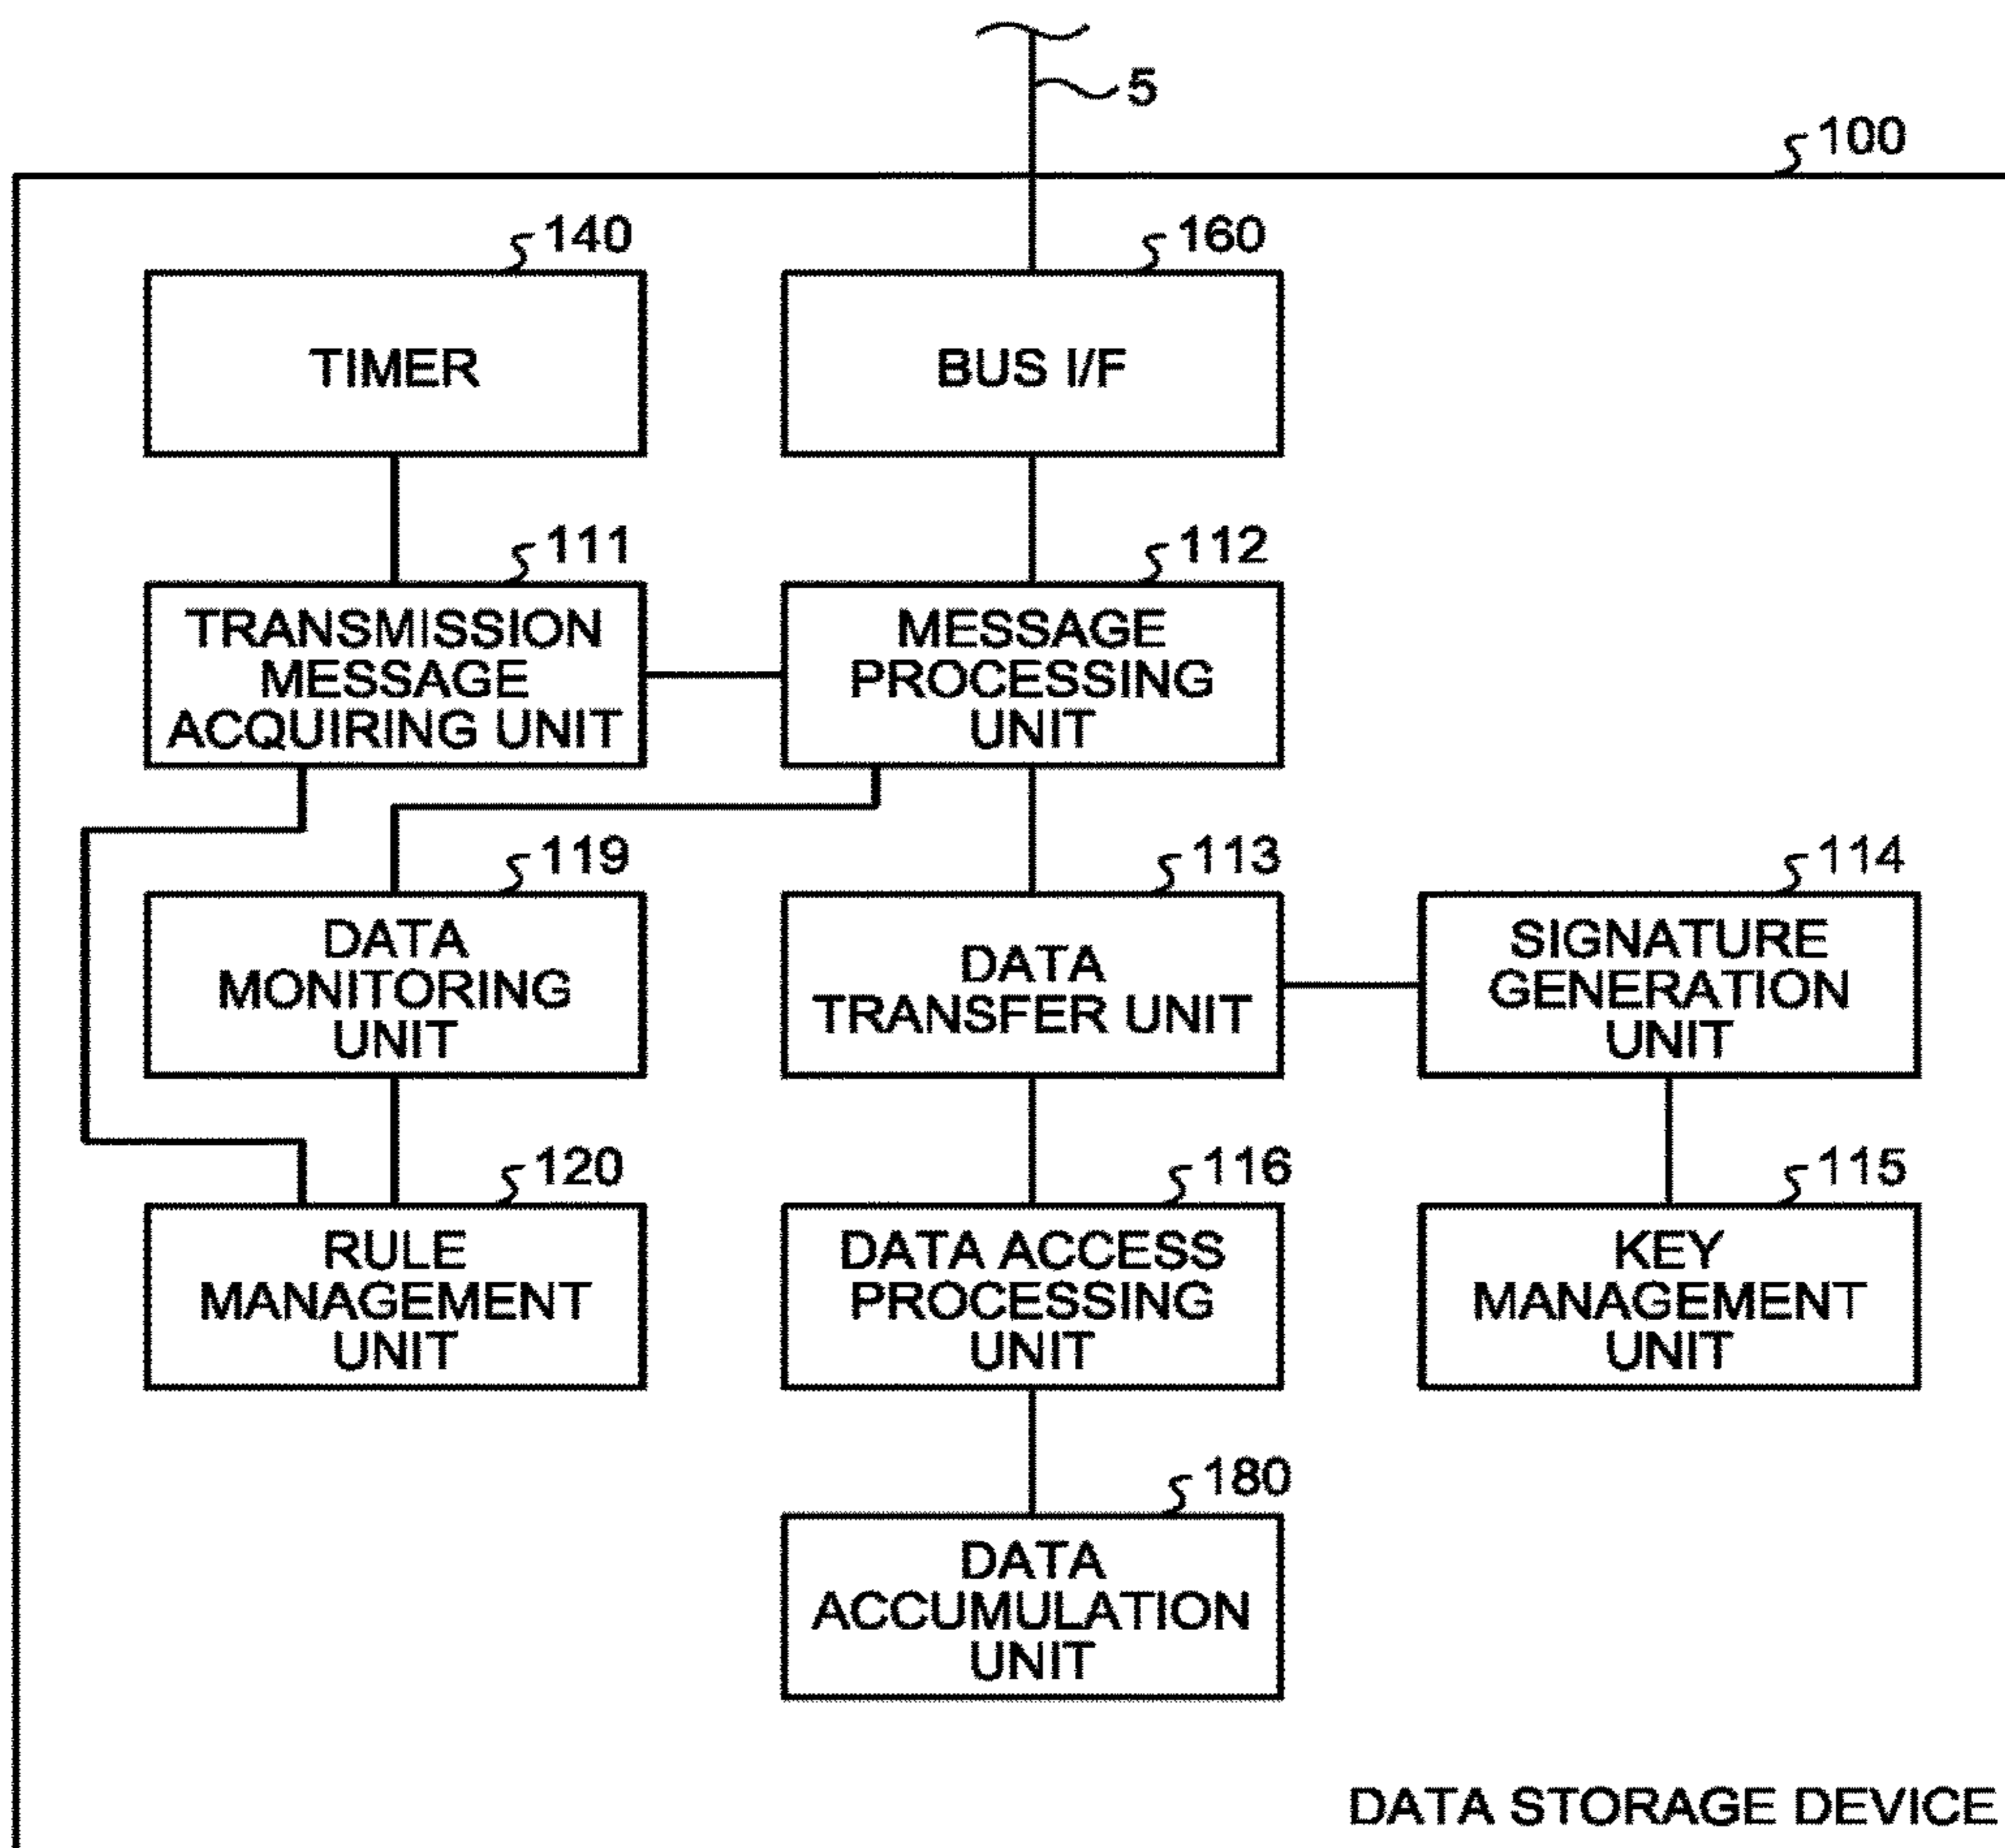 5
100
140
160
TIMER
BUS I/F
111
112
TRANSMISSION
MESSAGE
ACQUIRING UNIT
MESSAGE
PROCESSING
UNIT
119
113
114
DATA
MONITORING
UNIT
DATA
TRANSFER UNIT
SIGNATURE
GENERATION
UNIT
120
116
115
RULE
MANAGEMENT
UNIT
DATA ACCESS
PROCESSING
UNIT
KEY
MANAGEMENT
UNIT
180
DATA
ACCUMULATION
UNIT
DATA STORAGE DEVICE